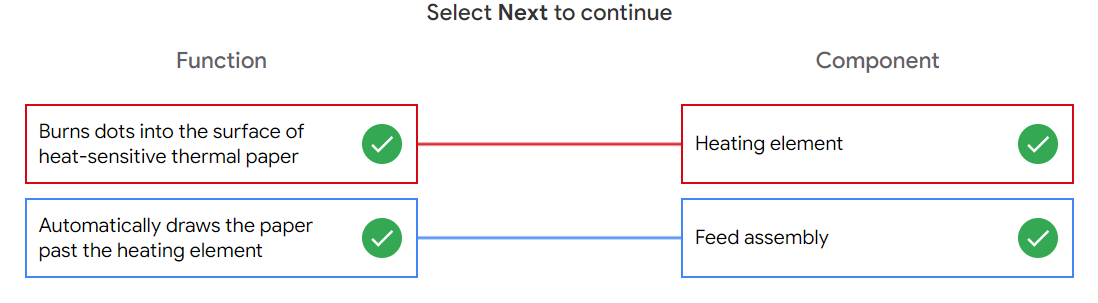 Select Next to continue
Function
Component
Burns dots into the surface of
heat-sensitive thermal paper
Heating element
Automatically draws the paper
past the heating element
Feed assembly